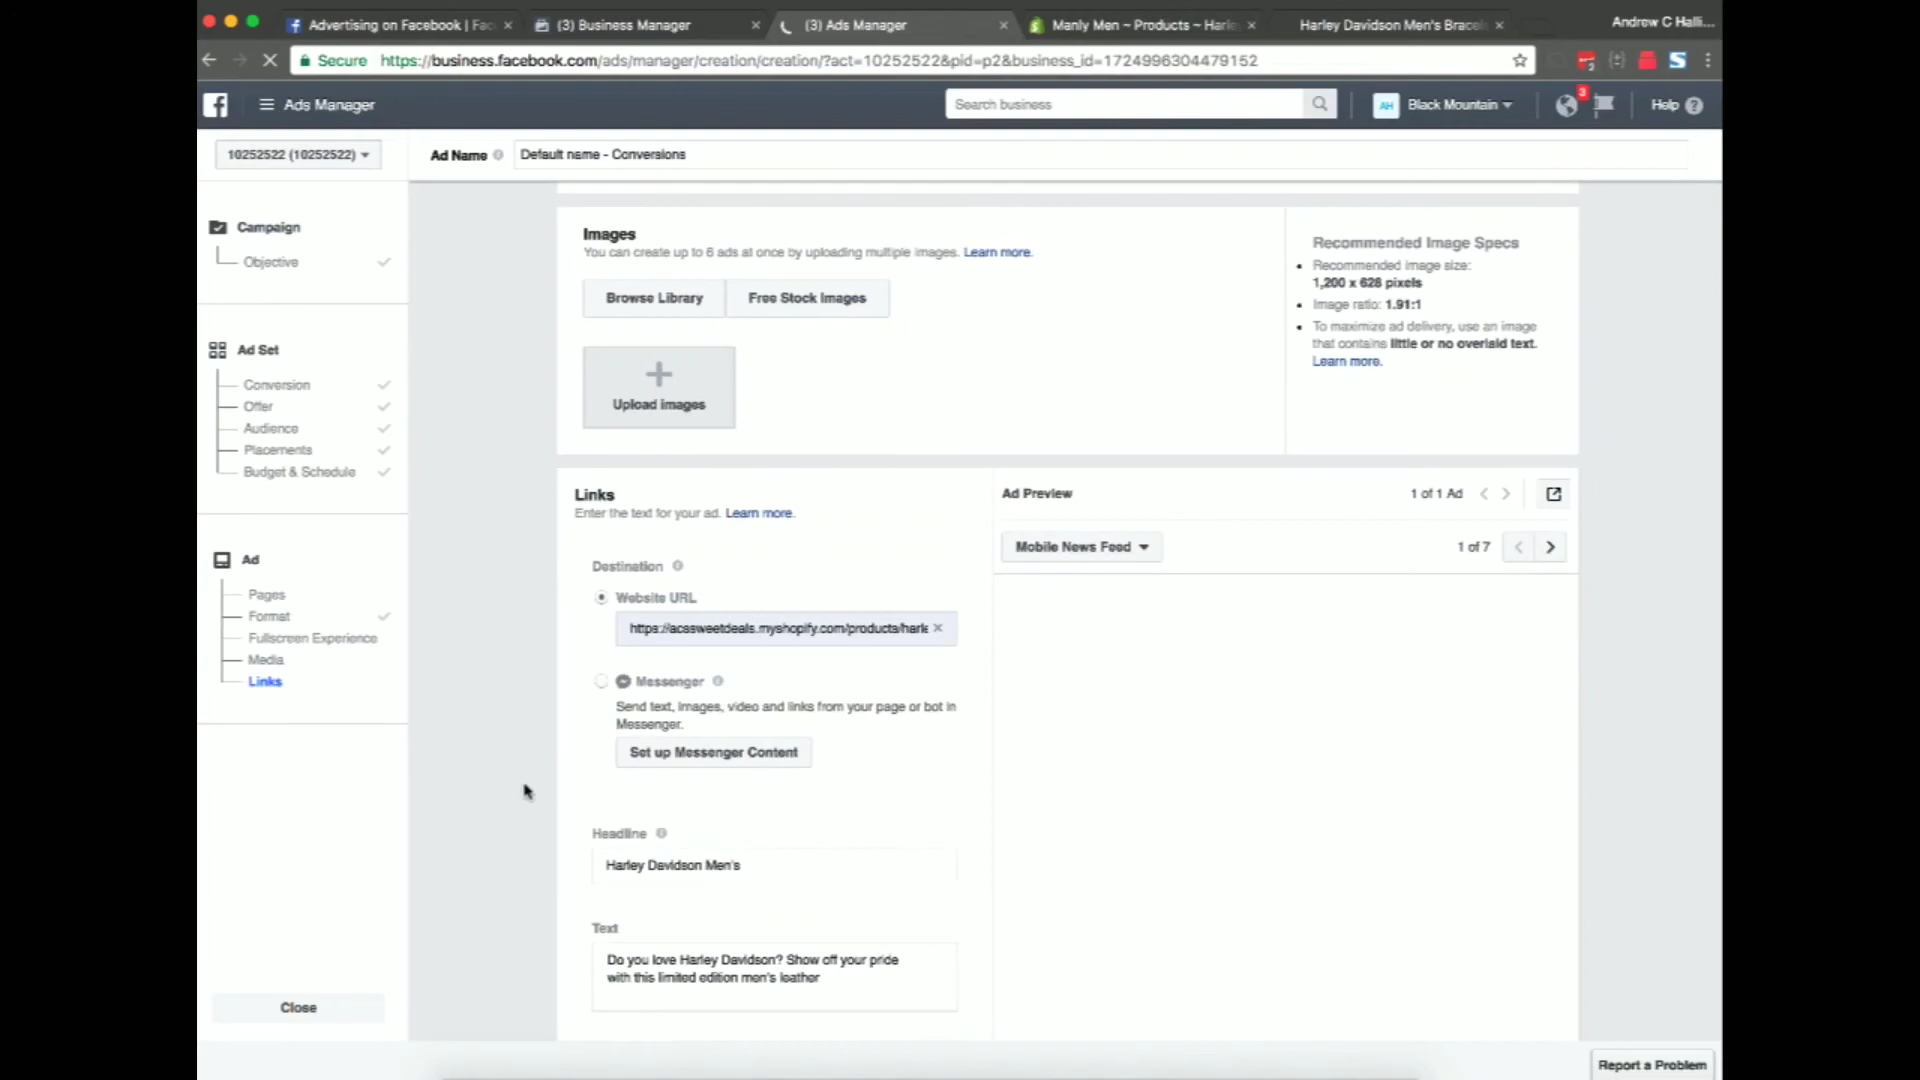 Advertising on Facebook | Fac
(3) Business Manager
(3) Ads Manager
Manly Men ~ Products ~ Harle
Harley Davidson Men's Bracel
Andrew C Halli...
Secure https://business.facebook.com/ads/manager/creation/creation/?act=10252522&pid=p2&business_id=1724996304479152
Ads Manager
Search business
AH
Black Mountain
3
Help
10252522 (10252522)
Ad Name
Default name - Conversions
Campaign
Objective
Ad Set
Conversion
Offer
Audience
Placements
Budget & Schedule
Ad
Pages
Format
Fullscreen Experience
Media
Links
Close
Images
You can create up to 6 ads at once by uploading multiple images. Learn more.
Browse Library
Free Stock Images
Upload images
Recommended Image Specs
Recommended image size:
1,200 x 628 pixels
Image ratio: 1.91:1
To maximize ad delivery, use an image
that contains little or no overlaid text.
Learn more.
Links
Enter the text for your ad. Learn more.
Destination
Website URL
https://acssweetdeals.myshopify.com/products/harle
Messenger
Send text, images, video and links from your page or bot in
Messenger.
Set up Messenger Content
Headline
Harley Davidson Men's
Text
Do you love Harley Davidson? Show off your pride
with this limited edition men's leather
Ad Preview
1 of 1 Ad
Mobile News Feed
1 of 7
Report a Problem